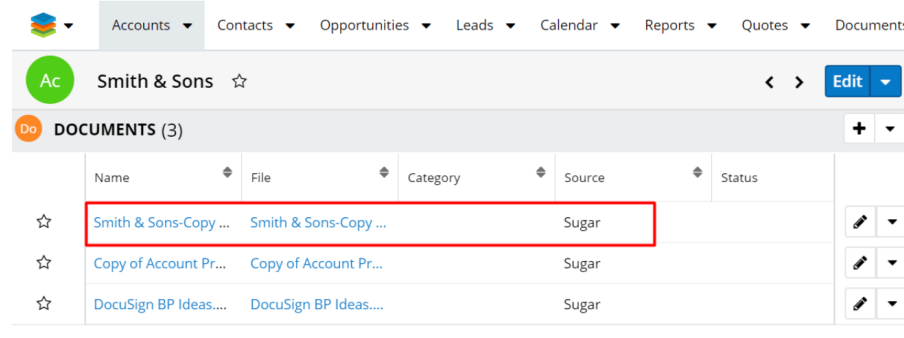 Accounts Contacts Opportunities Leads Calendar Reports Quotes Documents
Ac Smith & Sons Edit
Do DOCUMENTS (3)
Name File Category Source Status
Smith & Sons-Copy ... Smith & Sons-Copy ... Sugar
Copy of Account Pr... Copy of Account Pr... Sugar
DocuSign BP Ideas.... DocuSign BP Ideas.... Sugar